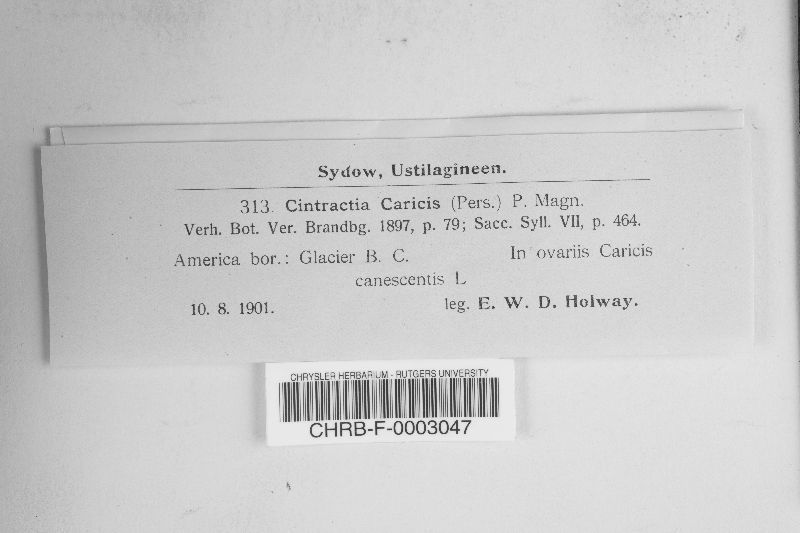 Sydow, Ustilagineen.
313. Cintractia Caricis (Pers.) P. Magn.
Verh. Bot. Ver. Brandbg. 1897, p. 79; Sacc. Syll. VII, p. 464.
America bor.: Glacier B. C. In ovariis Caricis
canescentis L
10. 8. 1901. leg. E. W. D. Holway.
CHRYSLER HERBARIUM - RUTGERS UNIVERSITY
CHRB-F-0003047